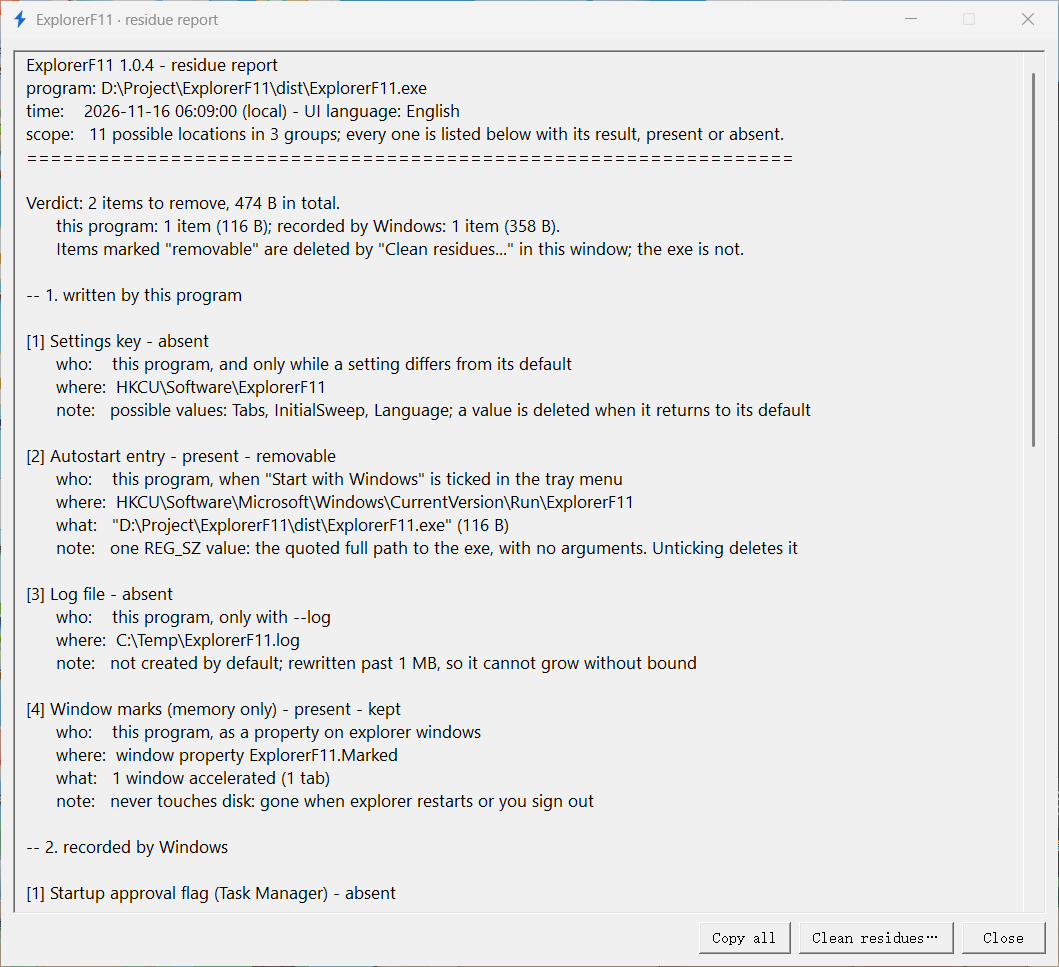 ExplorerF11 · residue report
ExplorerF11 1.0.4 - residue report
program: D:\Project\ExplorerF11\dist\ExplorerF11.exe
time: 2026-11-16 06:09:00 (local) - UI language: English
scope: 11 possible locations in 3 groups; every one is listed below with its result, present or absent.
================================================================
Verdict: 2 items to remove, 474 B in total.
this program: 1 item (116 B); recorded by Windows: 1 item (358 B).
Items marked "removable" are deleted by "Clean residues..." in this window; the exe is not.
-- 1. written by this program
[1] Settings key - absent
who: this program, and only while a setting differs from its default
where: HKCU\Software\ExplorerF11
note: possible values: Tabs, InitialSweep, Language; a value is deleted when it returns to its default
[2] Autostart entry - present - removable
who: this program, when "Start with Windows" is ticked in the tray menu
where: HKCU\Software\Microsoft\Windows\CurrentVersion\Run\ExplorerF11
what: "D:\Project\ExplorerF11\dist\ExplorerF11.exe" (116 B)
note: one REG_SZ value: the quoted full path to the exe, with no arguments. Unticking deletes it
[3] Log file - absent
who: this program, only with --log
where: C:\Temp\ExplorerF11.log
note: not created by default; rewritten past 1 MB, so it cannot grow without bound
[4] Window marks (memory only) - present - kept
who: this program, as a property on explorer windows
where: window property ExplorerF11.Marked
what: 1 window accelerated (1 tab)
note: never touches disk: gone when explorer restarts or you sign out
-- 2. recorded by Windows
[1] Startup approval flag (Task Manager) - absent
Copy all
Clean residues…
Close